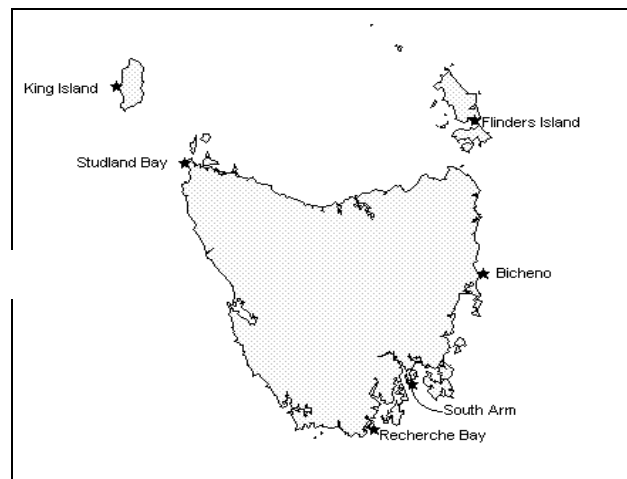 King Island
Flinders Island
Studland Bay
Bicheno
South Arm
Recherche Bay